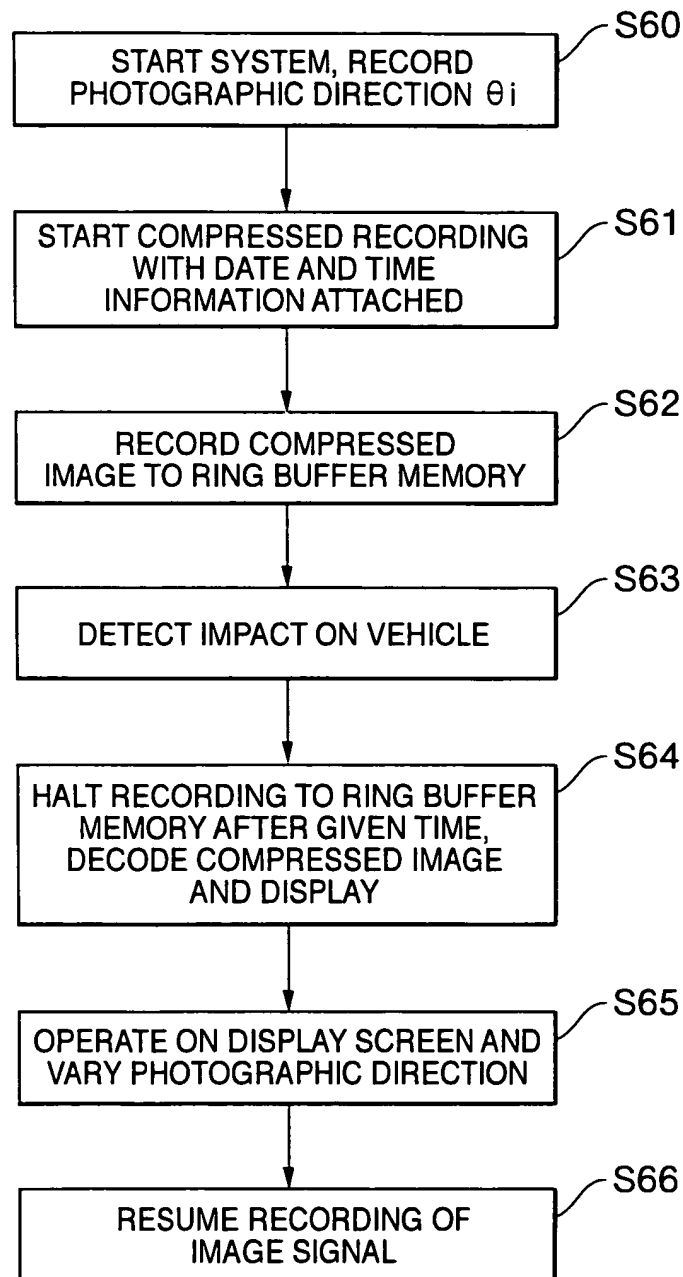 S60
START SYSTEM, RECORD
PHOTOGRAPHIC DIRECTION θi
S61
START COMPRESSED RECORDING
WITH DATE AND TIME
INFORMATION ATTACHED
S62
RECORD COMPRESSED
IMAGE TO RING BUFFER MEMORY
S63
DETECT IMPACT ON VEHICLE
S64
HALT RECORDING TO RING BUFFER
MEMORY AFTER GIVEN TIME,
DECODE COMPRESSED IMAGE
AND DISPLAY
S65
OPERATE ON DISPLAY SCREEN AND
VARY PHOTOGRAPHIC DIRECTION
S66
RESUME RECORDING OF
IMAGE SIGNAL